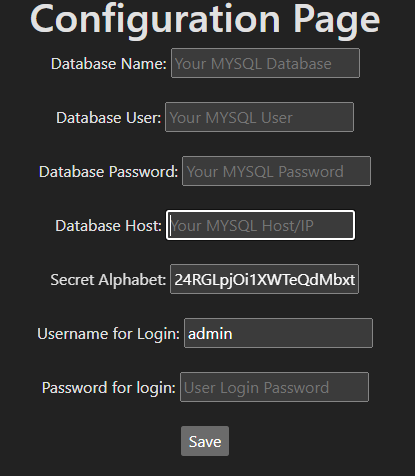 Configuration Page
Database Name: Your MYSQL Database
Database User: Your MYSQL User
Database Password: Your MYSQL Password
Database Host: Your MYSQL Host/IP
Secret Alphabet: 24RGLpjOi1XWTeQdMbxt
Username for Login: admin
Password for login: User Login Password
Save